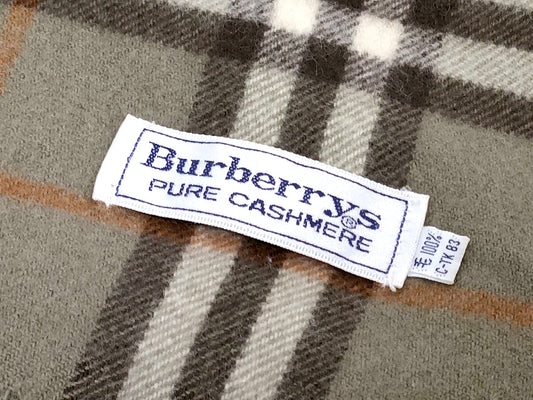 Burberrys®
PURE CASHMERE
毛 100%
C-TK 83